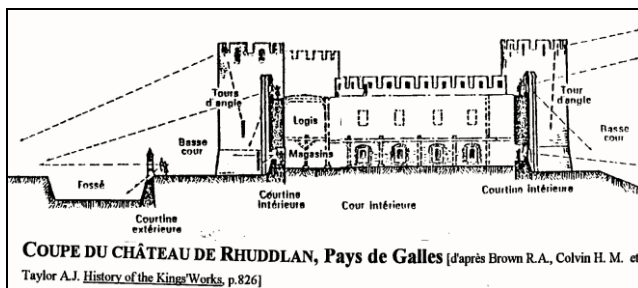 Tours
d'angle
Tour
d'angle
Logis
Basse
cour
Basse
cour
Magasins
Fossé
Courtine
intérieure
Cour intérieure
Courtine intérieure
Courtine
extérieure
COUPE DU CHÂTEAU DE RHUDDLAN, Pays de Galles [d'après Brown R.A., Colvin H. M. et
Taylor A.J. History of the Kings'Works, p.826]